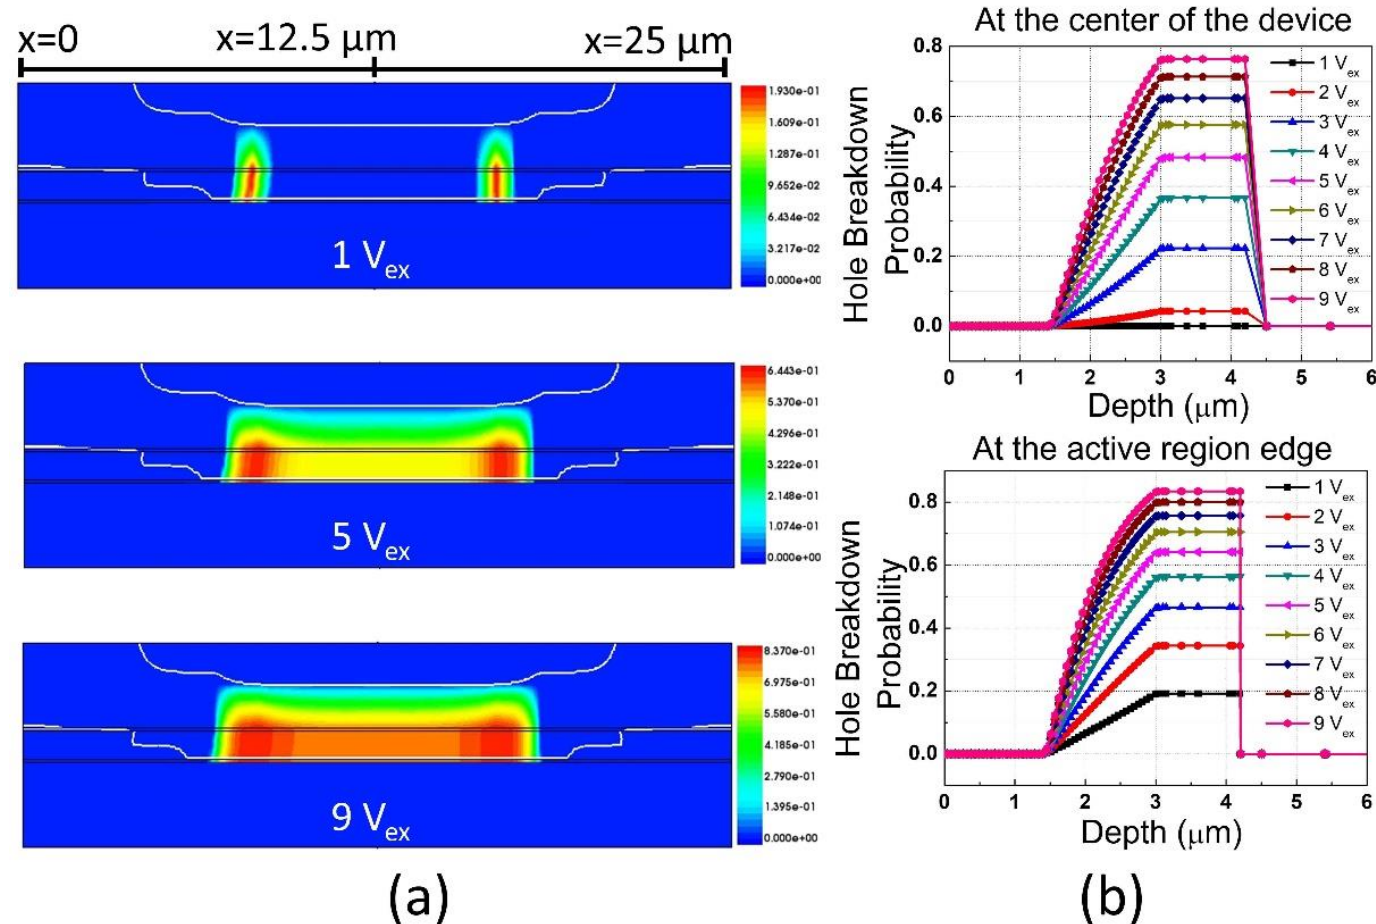 x=0 x=12.5 μm x=25 μm
1.930e-01
1.609e-01
1.287e-01
9.652e-02
6.434e-02
3.217e-02
0.000e+00
1 Vex
6.443e-01
5.370e-01
4.296e-01
3.222e-01
2.148e-01
1.074e-01
0.000e+00
5 Vex
8.370e-01
6.975e-01
5.580e-01
4.185e-01
2.790e-01
1.395e-01
0.000e+00
9 Vex
(a)
At the center of the device
Hole Breakdown
Probability
0.8
0.6
0.4
0.2
0.0
1 Vex
2 Vex
3 Vex
4 Vex
5 Vex
6 Vex
7 Vex
8 Vex
9 Vex
0 1 2 3 4 5 6
Depth (μm)
At the active region edge
Hole Breakdown
Probability
0.8
0.6
0.4
0.2
0.0
1 Vex
2 Vex
3 Vex
4 Vex
5 Vex
6 Vex
7 Vex
8 Vex
9 Vex
0 1 2 3 4 5 6
Depth (μm)
(b)